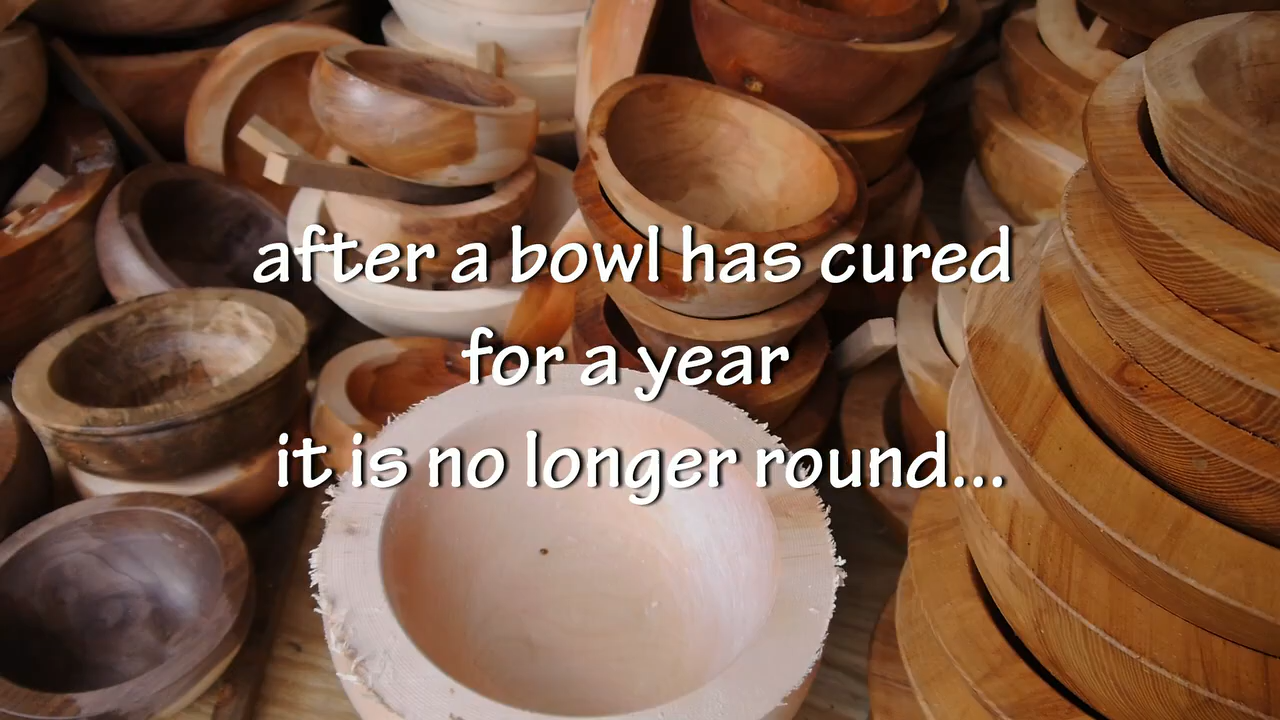 after a bowl has cured
for a year
it is no longer round...